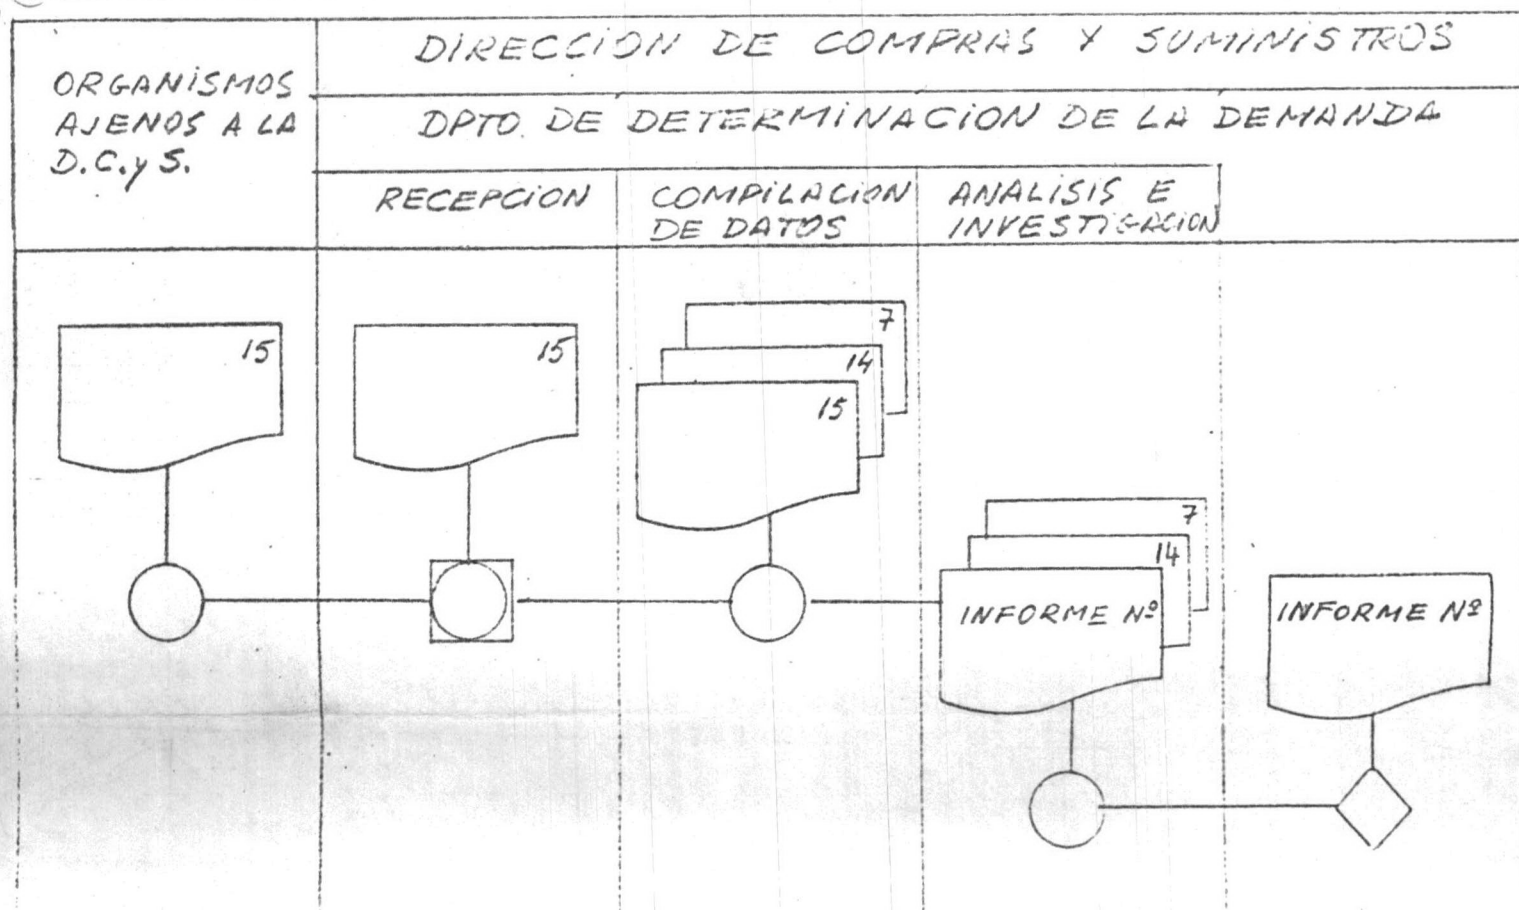 ORGANISMOS
AJENOS A LA
D.C. y S.
DIRECCION DE COMPRAS Y SUMINISTROS
DPTO. DE DETERMINACION DE LA DEMANDA
RECEPCION
COMPILACION
DE DATOS
ANALISIS E
INVESTIGACION
15
15
7
14
15
7
14
INFORME Nº
INFORME Nº